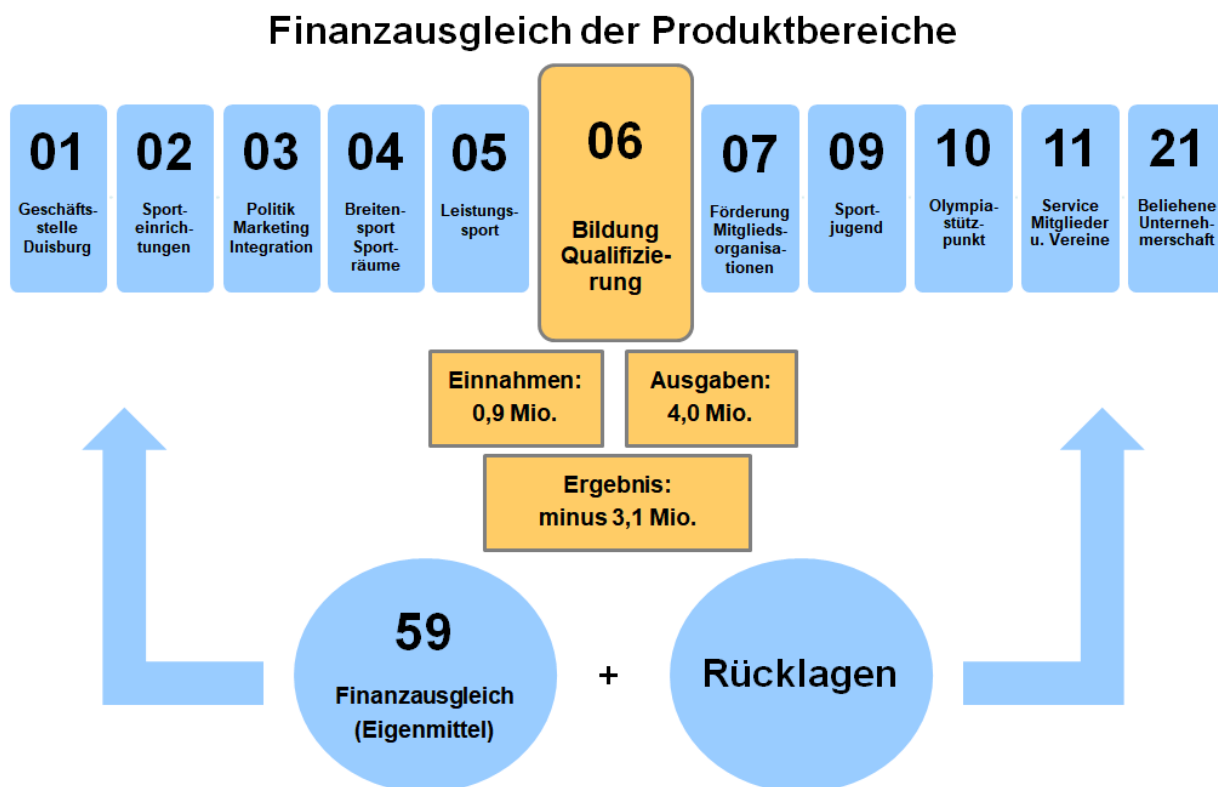 Finanzausgleich der Produktbereiche
01
Geschäfts-
stelle
Duisburg
02
Sport-
einrich-
tungen
03
Politik
Marketing
Integration
04
Breiten-
sport
Sport-
räume
05
Leistungs-
sport
06
Bildung
Qualifizie-
rung
07
Förderung
Mitglieds-
organisa-
tionen
09
Sport-
jugend
10
Olympia-
stütz-
punkt
11
Service
Mitglieder
u. Vereine
21
Beliehene
Unterneh-
merschaft
Einnahmen:
0,9 Mio.
Ausgaben:
4,0 Mio.
Ergebnis:
minus 3,1 Mio.
59
Finanzausgleich
(Eigenmittel)
+
Rücklagen